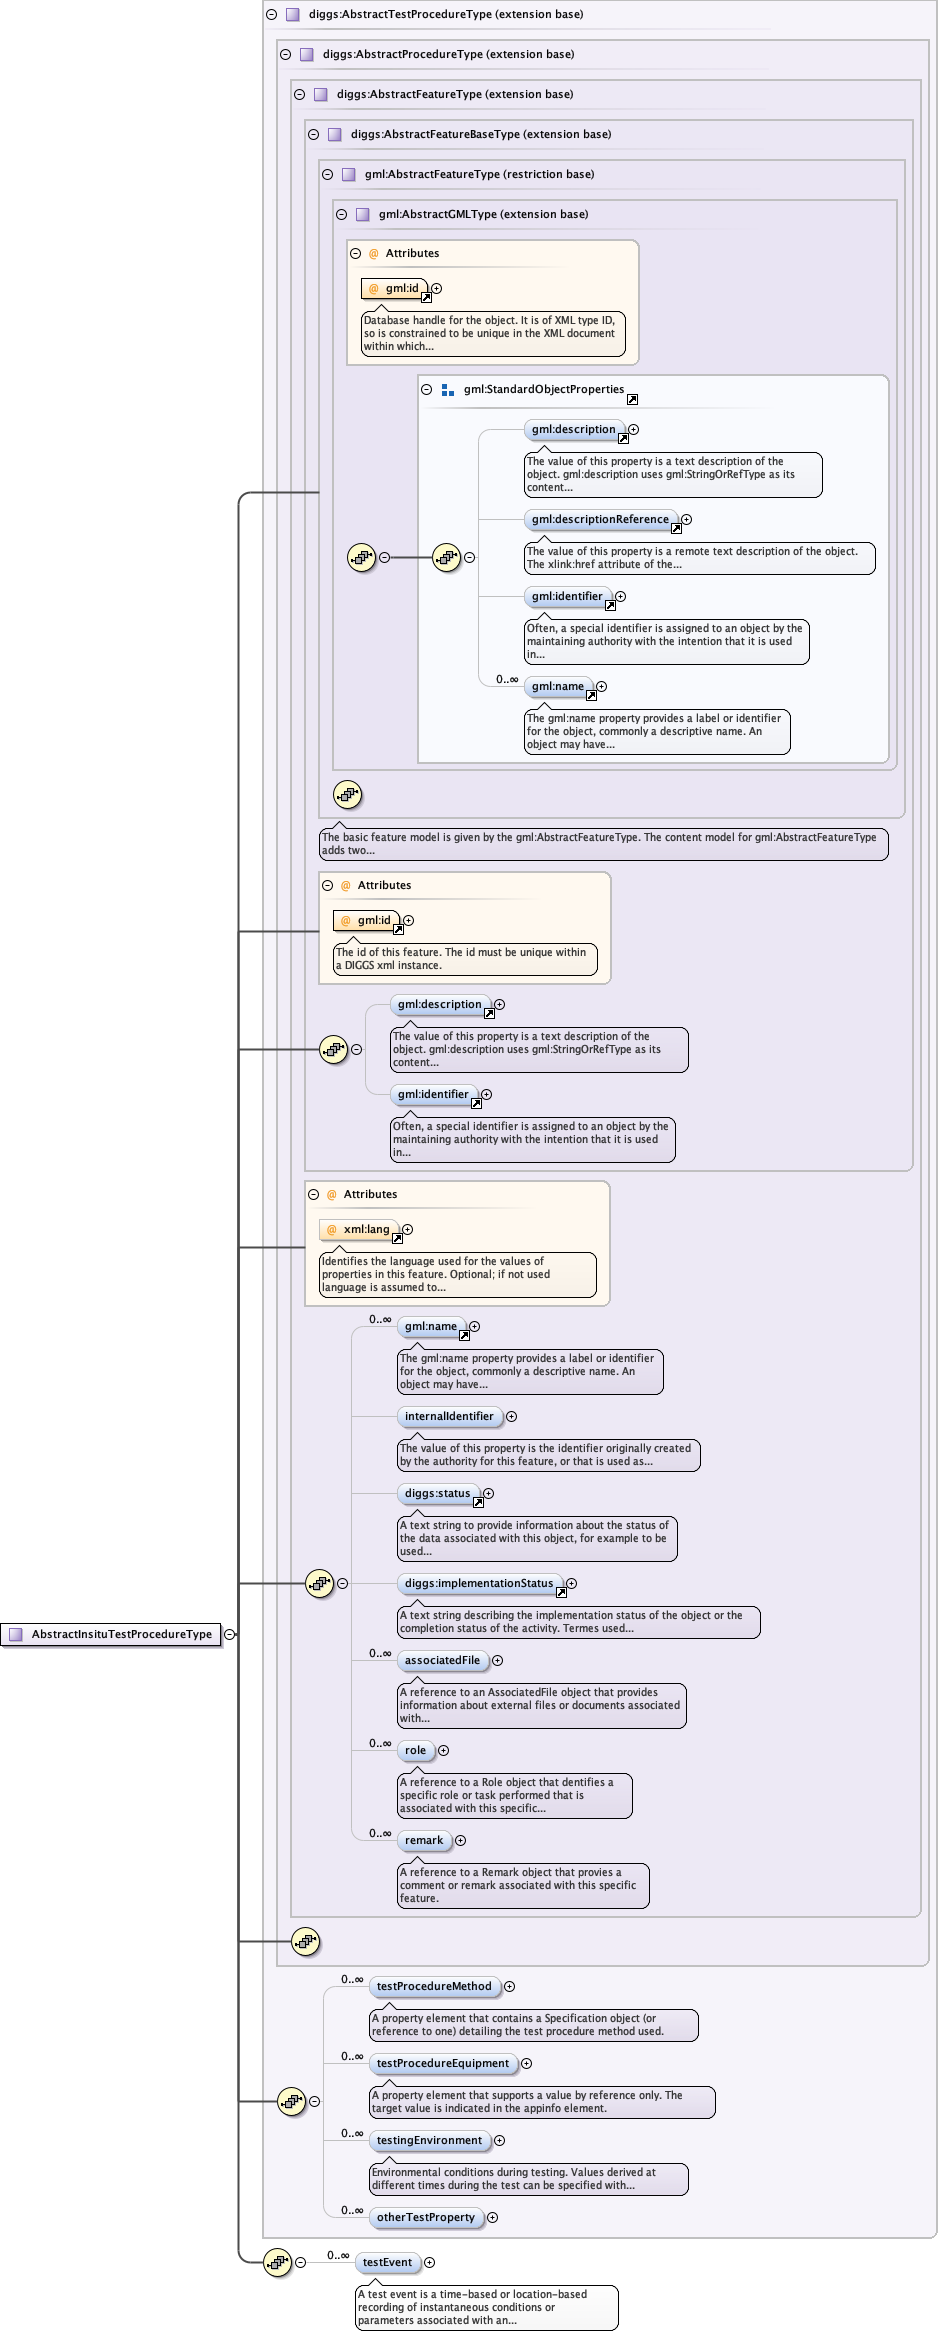 diggs:AbstractTestProcedureType (extension base)
diggs:AbstractProcedureType (extension base)
diggs:AbstractFeatureType (extension base)
diggs:AbstractFeatureBaseType (extension base)
gml:AbstractFeatureType (restriction base)
gml:AbstractGMLType (extension base)
@ Attributes
@ gml:id
Database handle for the object. It is of XML type ID,
so is constrained to be unique in the XML document
within which...
gml:StandardObjectProperties
gml:description
The value of this property is a text description of the
object. gml:description uses gml:StringOrRefType as its
content...
gml:descriptionReference
The value of this property is a remote text description of the object.
The xlink:href attribute of the...
gml:identifier
Often, a special identifier is assigned to an object by the
maintaining authority with the intention that it is used
in...
0..∞
gml:name
The gml:name property provides a label or identifier
for the object, commonly a descriptive name. An
object may have...
The basic feature model is given by the gml:AbstractFeatureType. The content model for gml:AbstractFeatureType
adds two...
@ Attributes
@ gml:id
The id of this feature. The id must be unique within
a DIGGS xml instance.
gml:description
The value of this property is a text description of the
object. gml:description uses gml:StringOrRefType as its
content...
gml:identifier
Often, a special identifier is assigned to an object by the
maintaining authority with the intention that it is used
in...
@ Attributes
@ xml:lang
Identifies the language used for the values of
properties in this feature. Optional; if not used
language is assumed to...
0..∞
gml:name
The gml:name property provides a label or identifier
for the object, commonly a descriptive name. An
object may have...
internalIdentifier
The value of this property is the identifier originally created
by the authority for this feature, or that is used as...
diggs:status
A text string to provide information about the status of
the data associated with this object, for example to be
used...
diggs:implementationStatus
A text string describing the implementation status of the object or the
completion status of the activity. Termes used...
AbstractInsituTestProcedureType
0..∞
associatedFile
A reference to an AssociatedFile object that provides
information about external files or documents associated
with...
0..∞
role
A reference to a Role object that dentifies a
specific role or task performed that is
associated with this specific...
0..∞
remark
A reference to a Remark object that provies a
comment or remark associated with this specific
feature.
0..∞
testProcedureMethod
A property element that contains a Specification object (or
reference to one) detailing the test procedure method used.
0..∞
testProcedureEquipment
A property element that supports a value by reference only. The
target value is indicated in the appinfo element.
0..∞
testingEnvironment
Environmental conditions during testing. Values derived at
different times during the test can be specified with...
0..∞
otherTestProperty
0..∞
testEvent
A test event is a time-based or location-based
recording of instantaneous conditions or
parameters associated with an...